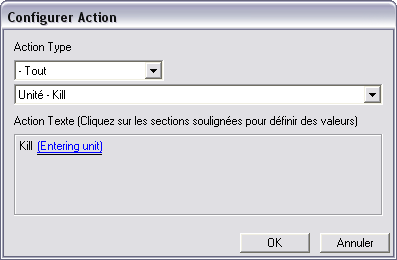 Configurer Action
Action Type
- Tout
Unité - Kill
Action Texte (Cliquez sur les sections soulignées pour définir des valeurs)
Kill (Entering unit)
OK Annuler